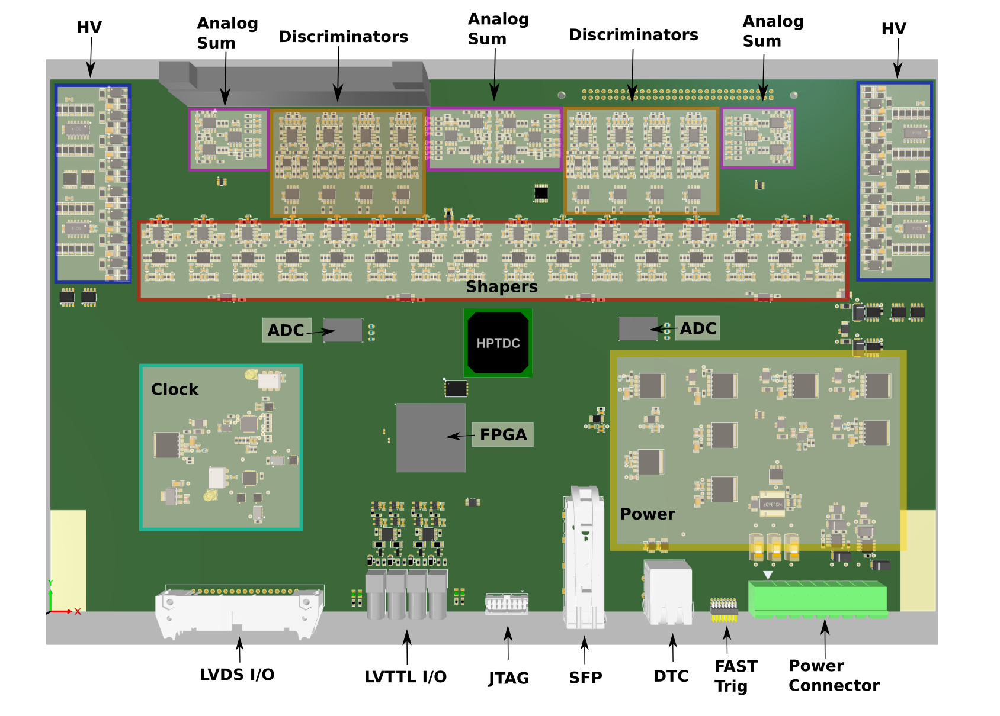 HV
Analog
Sum
Discriminators
Analog
Sum
Discriminators
Analog
Sum
HV
Shapers
ADC
HPTDC
ADC
Clock
FPGA
Power
WSL3637
Y
X
LVDS I/O
LVTTL I/O
JTAG
SFP
DTC
FAST
Trig
Power
Connector